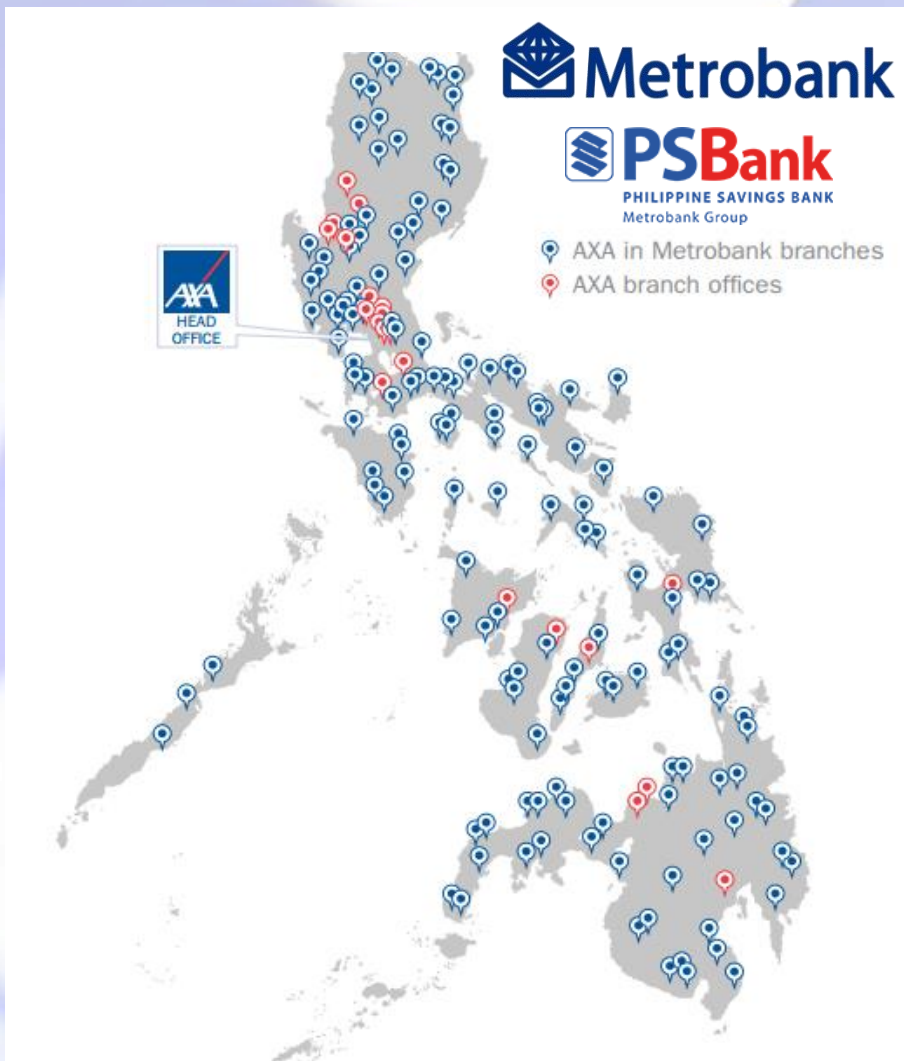 Metrobank
PSBank
PHILIPPINE SAVINGS BANK
Metrobank Group
AXA in Metrobank branches
AXA branch offices
AXA
HEAD
OFFICE